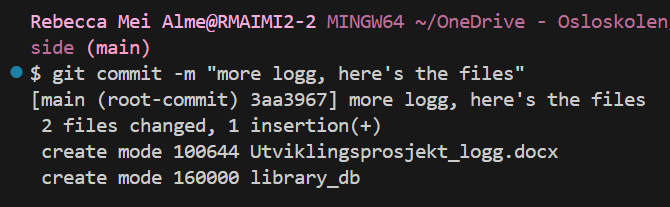 Rebecca Mei Alme@RMAIMI2-2 MINGW64 ~/OneDrive - Osloskolen,
side (main)
$ git commit -m "more logg, here's the files"
[main (root-commit) 3aa3967] more logg, here's the files
 2 files changed, 1 insertion(+)
 create mode 100644 Utviklingsprosjekt_logg.docx
 create mode 160000 library_db